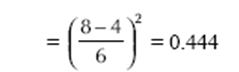 = (8 − 4 / 6)² = 0.444